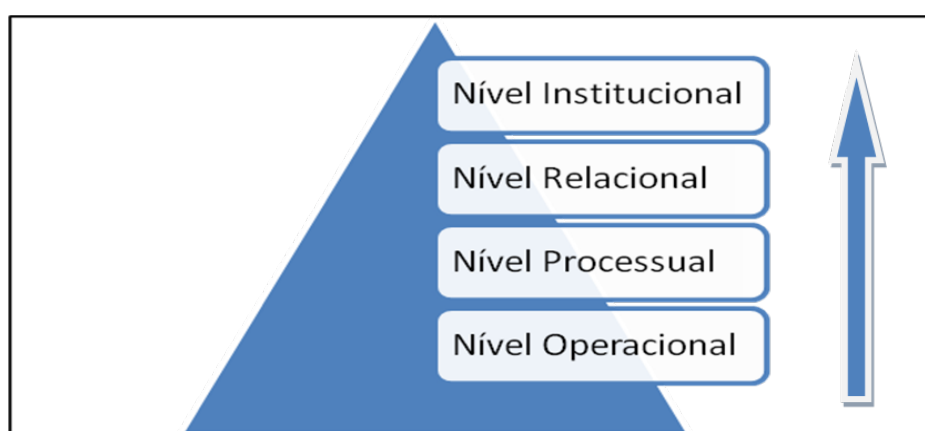 Nível Institucional
Nível Relacional
Nível Processual
Nível Operacional